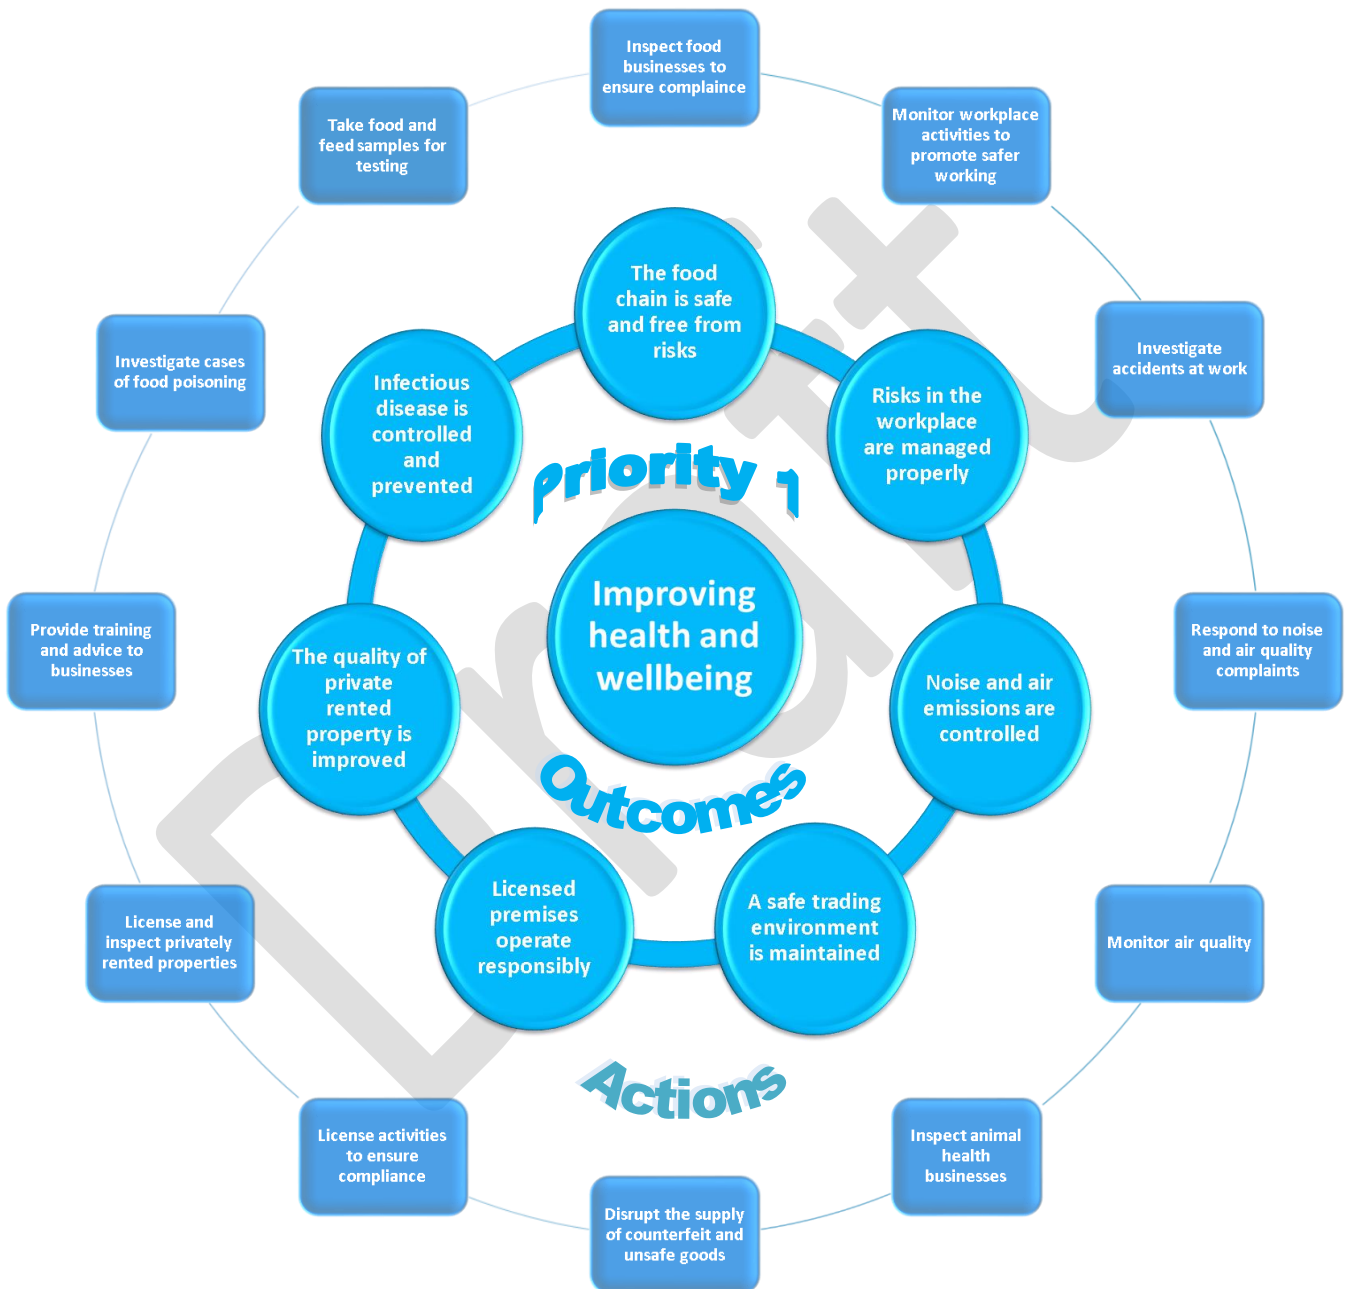 Inspect food
businesses to
ensure complaince
Monitor workplace
activities to
promote safer
working
Investigate
accidents at work
Respond to noise
and air quality
complaints
Monitor air quality
Inspect animal
health
businesses
Disrupt the supply
of counterfeit and
unsafe goods
License activities
to ensure
compliance
License and
inspect privately
rented properties
Provide training
and advice to
businesses
Investigate cases
of food poisoning
Take food and
feed samples for
testing
The food
chain is safe
and free from
risks
Risks in the
workplace
are managed
properly
Noise and air
emissions are
controlled
A safe trading
environment
is maintained
Licensed
premises
operate
responsibly
The quality of
private
rented
property is
improved
Infectious
disease is
controlled
and
prevented
Priority 1
Improving
health and
wellbeing
Outcomes
Actions
Draft